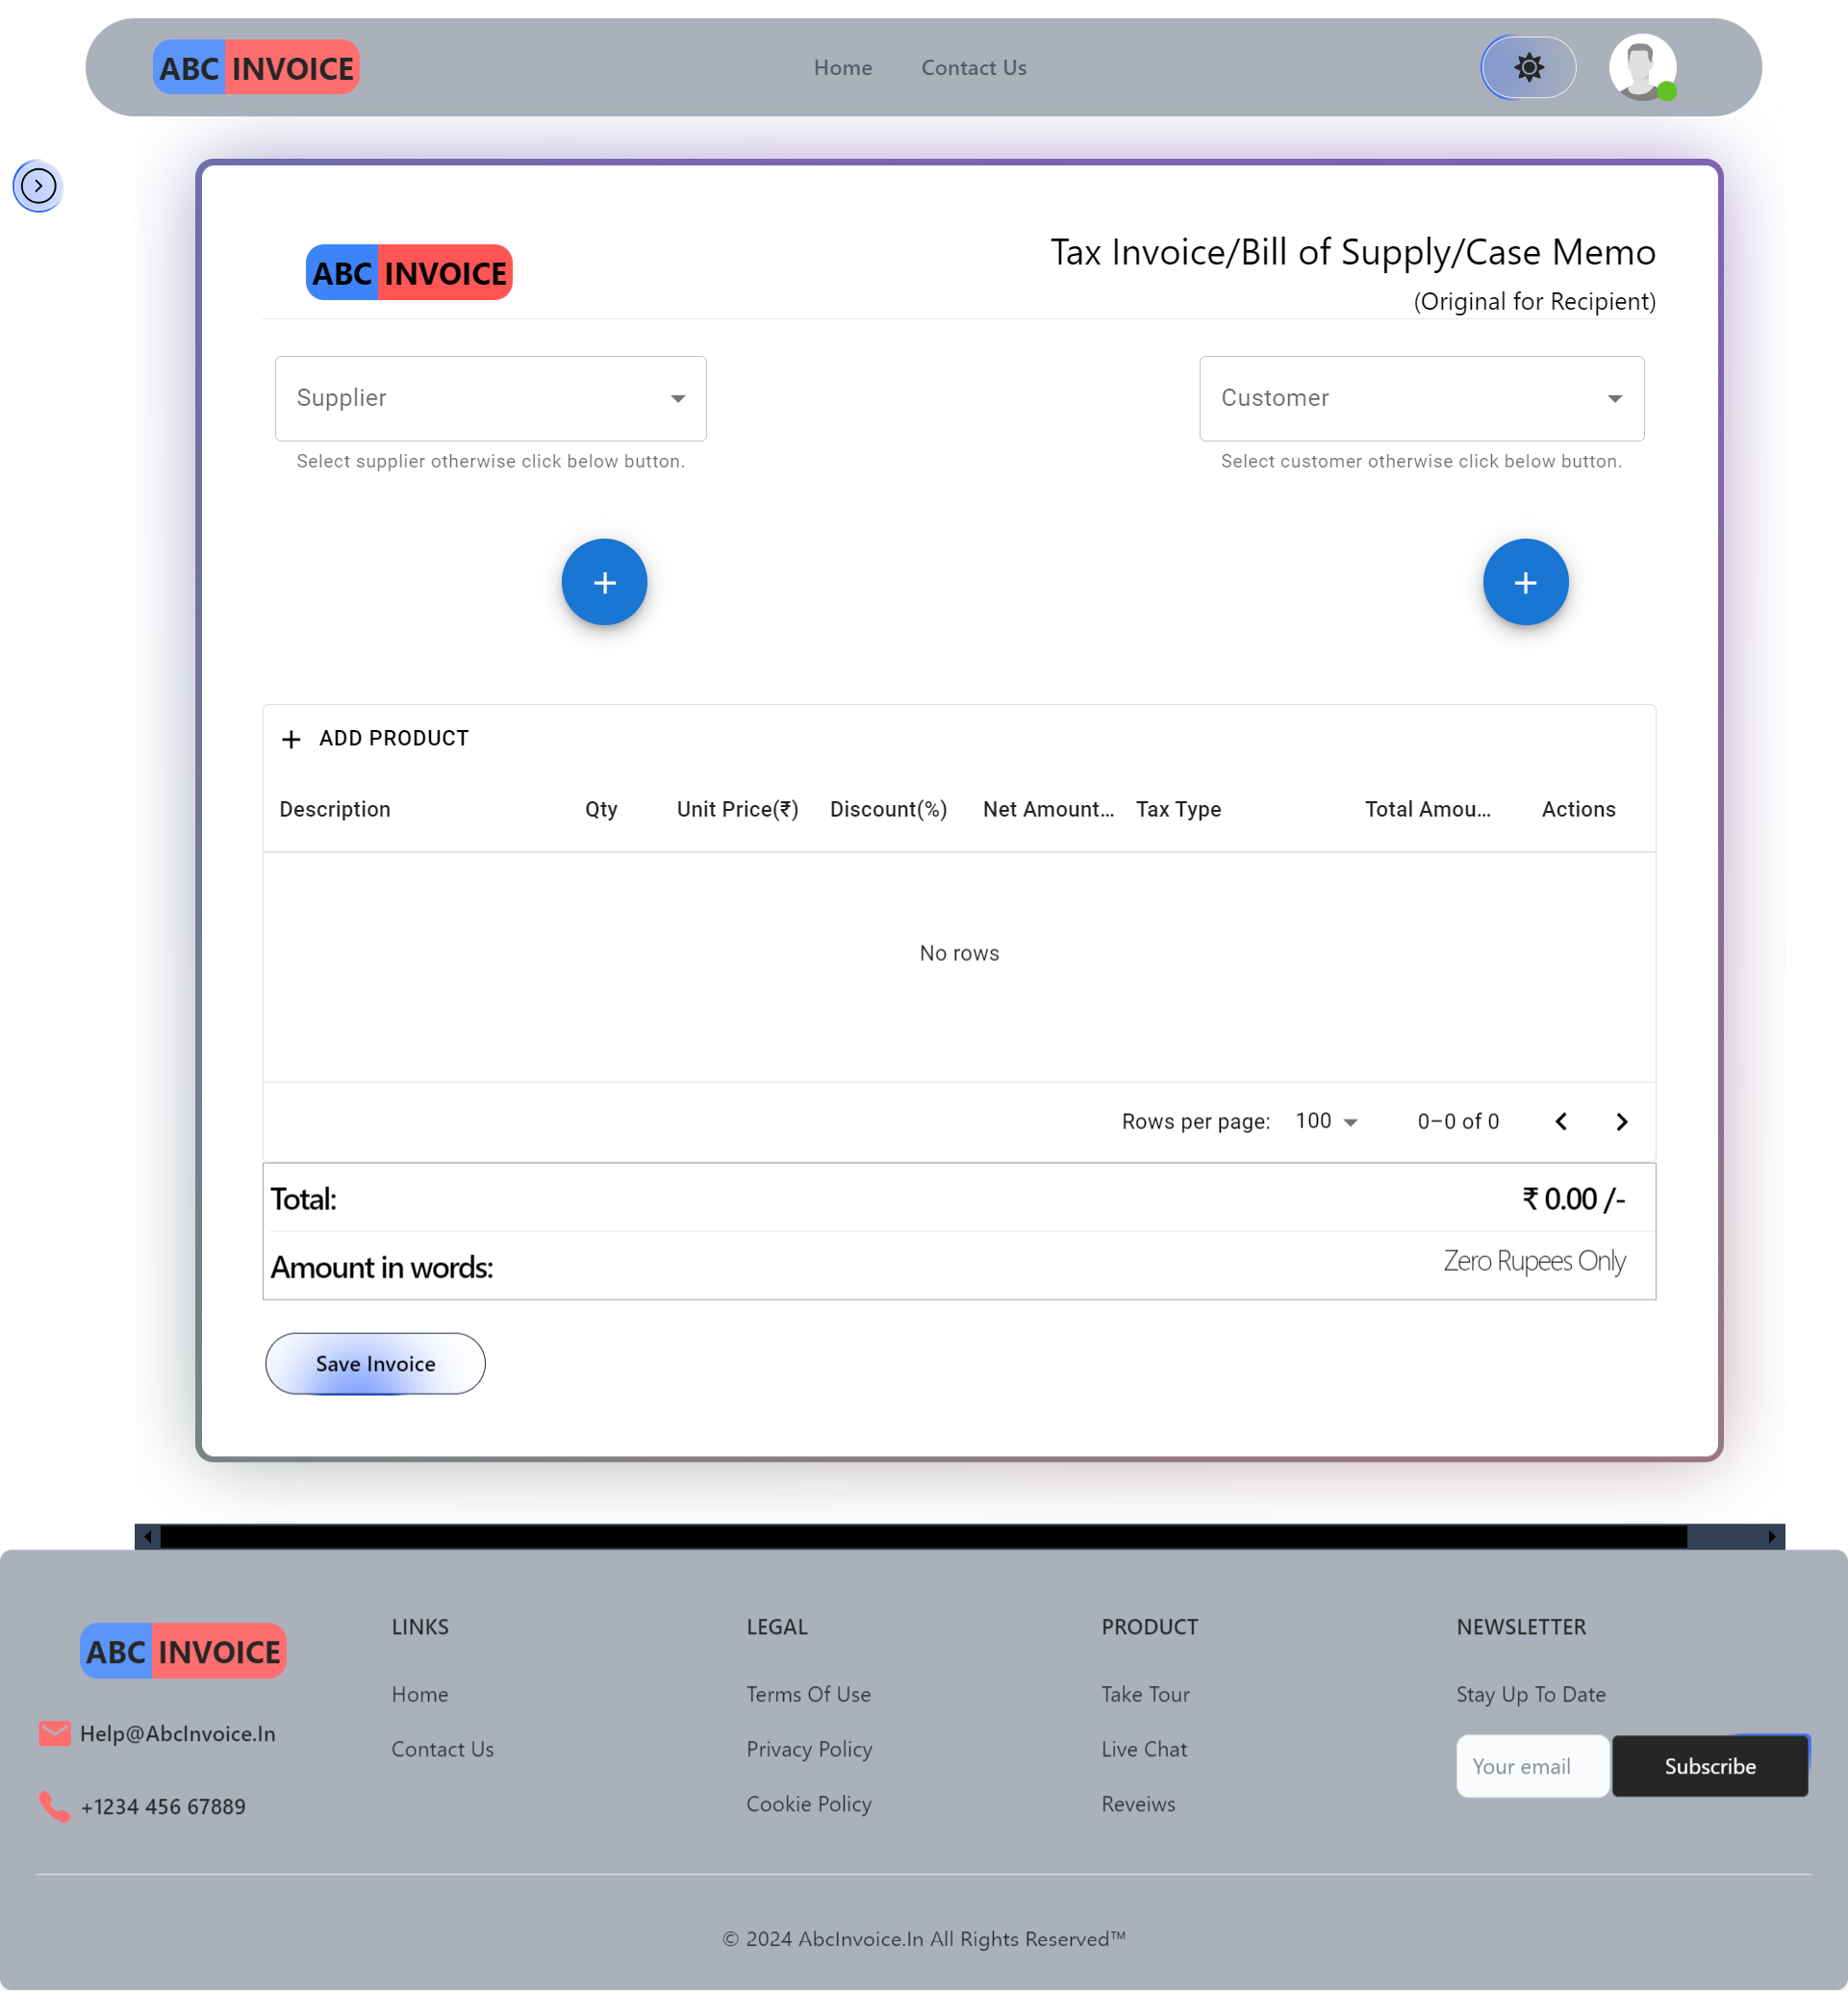 ABC INVOICE
Home Contact Us
ABC INVOICE
Tax Invoice/Bill of Supply/Case Memo
(Original for Recipient)
Supplier
Customer
Select supplier otherwise click below button.
Select customer otherwise click below button.
+ +
+ ADD PRODUCT
Description Qty Unit Price(₹) Discount(%) Net Amount... Tax Type Total Amou... Actions
No rows
Rows per page: 100 0–0 of 0
Total: ₹ 0.00 /-
Amount in words: Zero Rupees Only
Save Invoice
ABC INVOICE
Help@AbcInvoice.In
+1234 456 67889
LINKS
Home
Contact Us
LEGAL
Terms Of Use
Privacy Policy
Cookie Policy
PRODUCT
Take Tour
Live Chat
Reveiws
NEWSLETTER
Stay Up To Date
Your email Subscribe
© 2024 AbcInvoice.In All Rights Reserved™